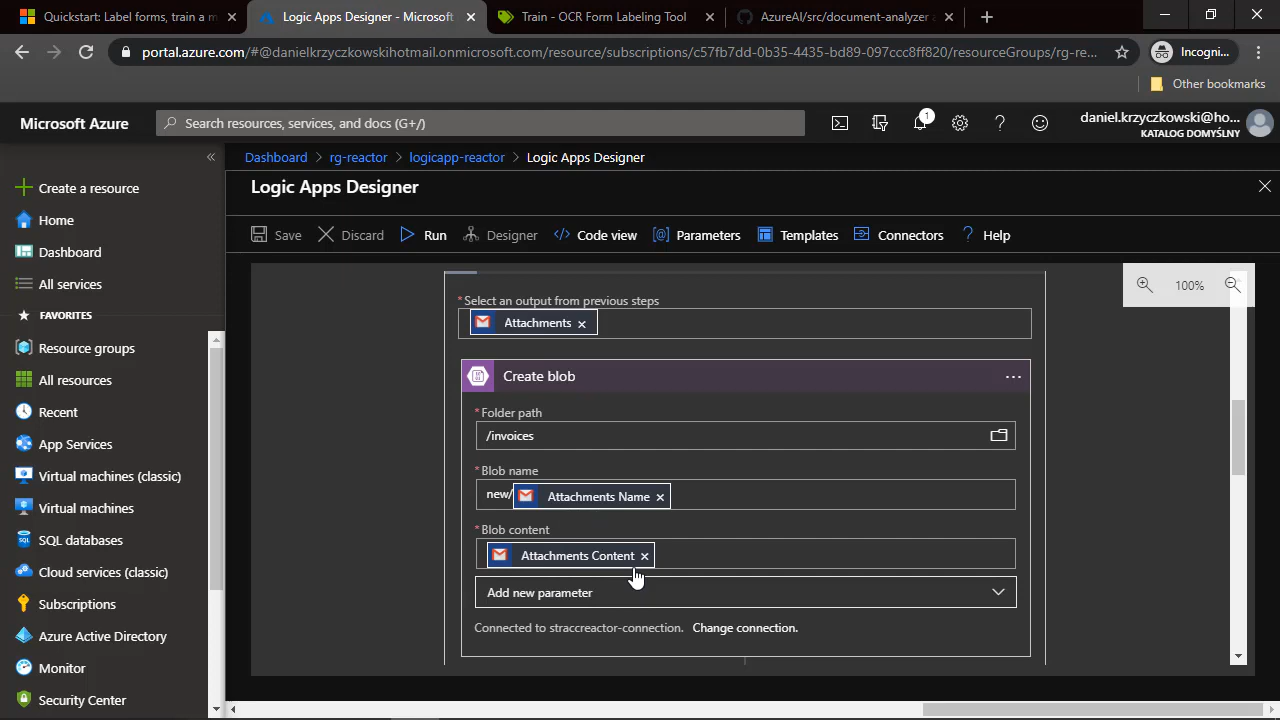 Quickstart: Label forms, train a m
Logic Apps Designer - Microsoft
Train - OCR Form Labeling Tool
AzureAI/src/document-analyzer a
portal.azure.com/#@danielkrzyczkowskihotmail.onmicrosoft.com/resource/subscriptions/c57fb7dd-0b35-4435-bd89-097ccc8ff820/resourceGroups/rg-re...
Incogni...
Other bookmarks
Microsoft Azure
Search resources, services, and docs (G+/)
1
daniel.krzyczkowski@ho...
KATALOG DOMYŚLNY
Dashboard > rg-reactor > logicapp-reactor > Logic Apps Designer
Logic Apps Designer
Save
Discard
Run
Designer
Code view
Parameters
Templates
Connectors
Help
Create a resource
Home
Dashboard
All services
FAVORITES
Resource groups
All resources
Recent
App Services
Virtual machines (classic)
Virtual machines
SQL databases
Cloud services (classic)
Subscriptions
Azure Active Directory
Monitor
Security Center
100%
*Select an output from previous steps
Attachments
Create blob
*Folder path
/invoices
*Blob name
new/ Attachments Name
*Blob content
Attachments Content
Add new parameter
Connected to straccreactor-connection. Change connection.